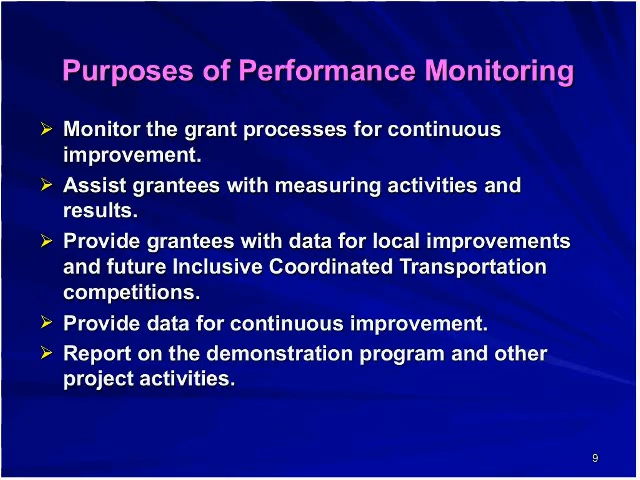 Purposes of Performance Monitoring
Monitor the grant processes for continuous
improvement.
Assist grantees with measuring activities and
results.
Provide grantees with data for local improvements
and future Inclusive Coordinated Transportation
competitions.
Provide data for continuous improvement.
Report on the demonstration program and other
project activities.
9